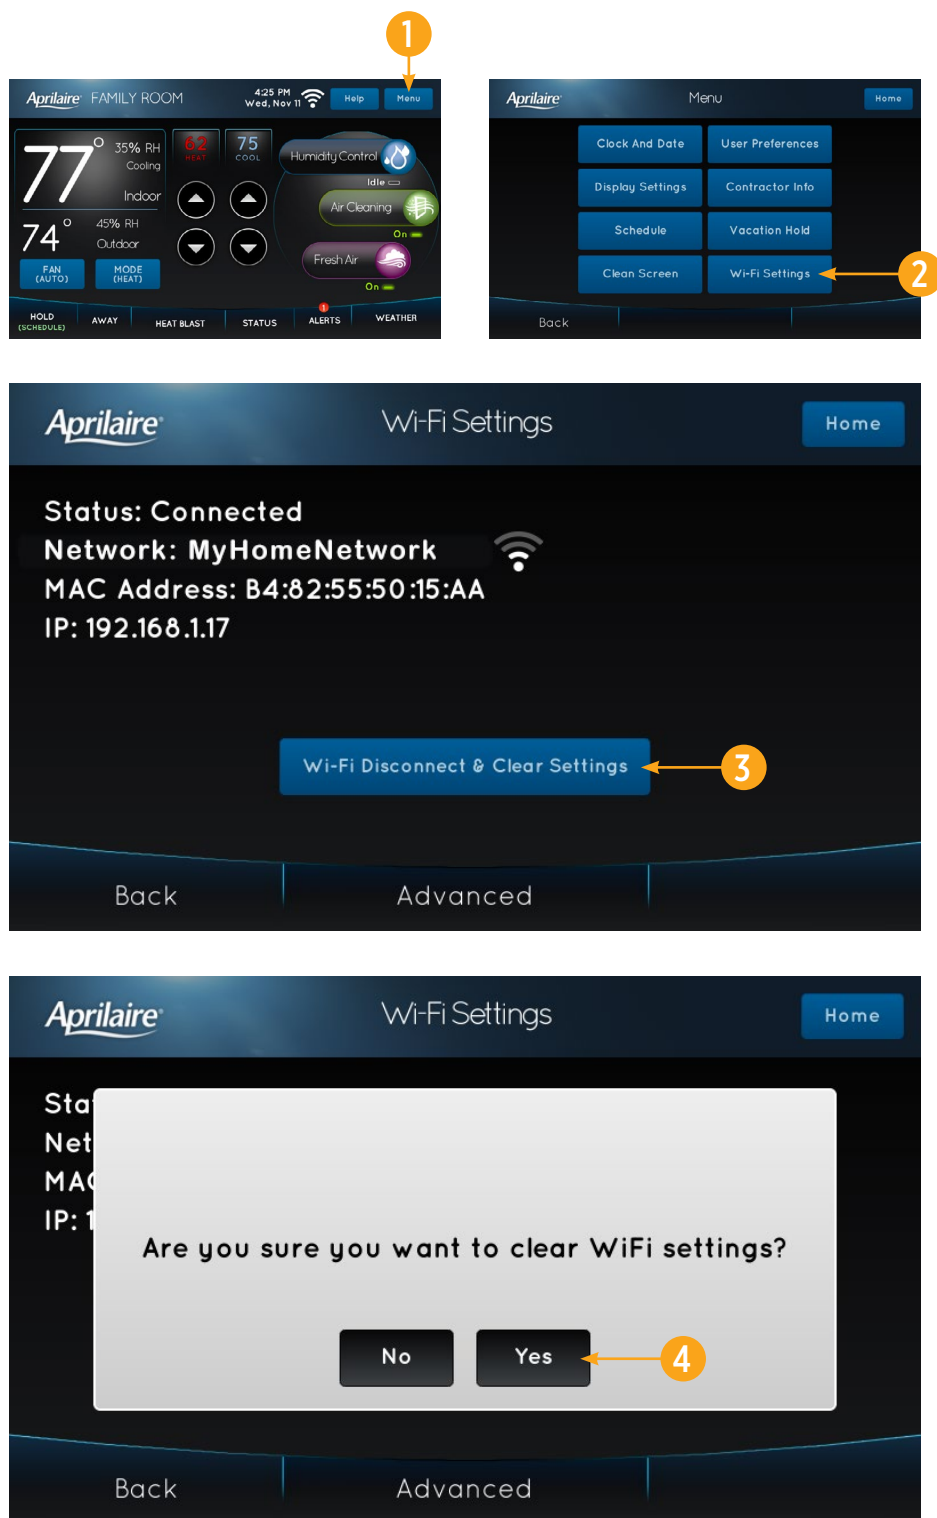 1
Aprilaire FAMILY ROOM
4:25 PM
Wed, Nov 11
Help
Menu
77° 35% RH
Cooling
Indoor
74° 45% RH
Outdoor
62
HEAT
75
COOL
Humidity Control
Idle
Air Cleaning
On
Fresh Air
On
FAN
(AUTO)
MODE
(HEAT)
HOLD
(SCHEDULE)
AWAY
HEAT BLAST
STATUS
1
ALERTS
WEATHER
Aprilaire
Menu
Home
Clock And Date
User Preferences
Display Settings
Contractor Info
Schedule
Vacation Hold
Clean Screen
Wi-Fi Settings
2
Back
Aprilaire
Wi-Fi Settings
Home
Status: Connected
Network: MyHomeNetwork
MAC Address: B4:82:55:50:15:AA
IP: 192.168.1.17
Wi-Fi Disconnect & Clear Settings
3
Back
Advanced
Aprilaire
Wi-Fi Settings
Home
Sta
Net
MAC
IP: 1
Are you sure you want to clear WiFi settings?
No
Yes
4
Back
Advanced